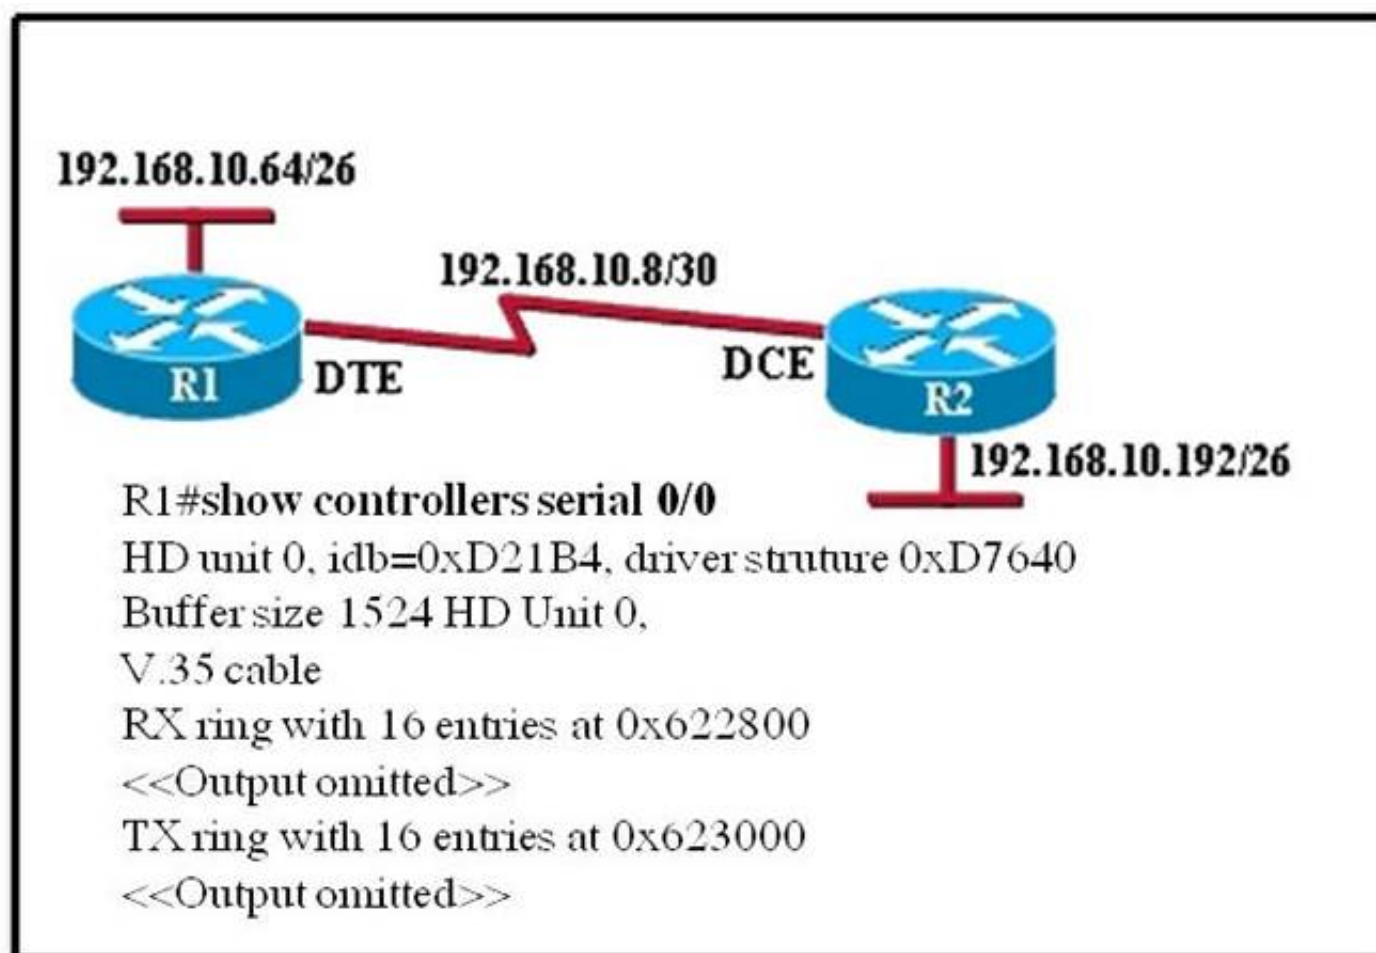 192.168.10.64/26
192.168.10.8/30
R1
DTE
DCE
R2
192.168.10.192/26
R1#show controllers serial 0/0
HD unit 0, idb=0xD21B4, driver struture 0xD7640
Buffer size 1524 HD Unit 0,
V.35 cable
RX ring with 16 entries at 0x622800
<<Output omitted>>
TX ring with 16 entries at 0x623000
<<Output omitted>>